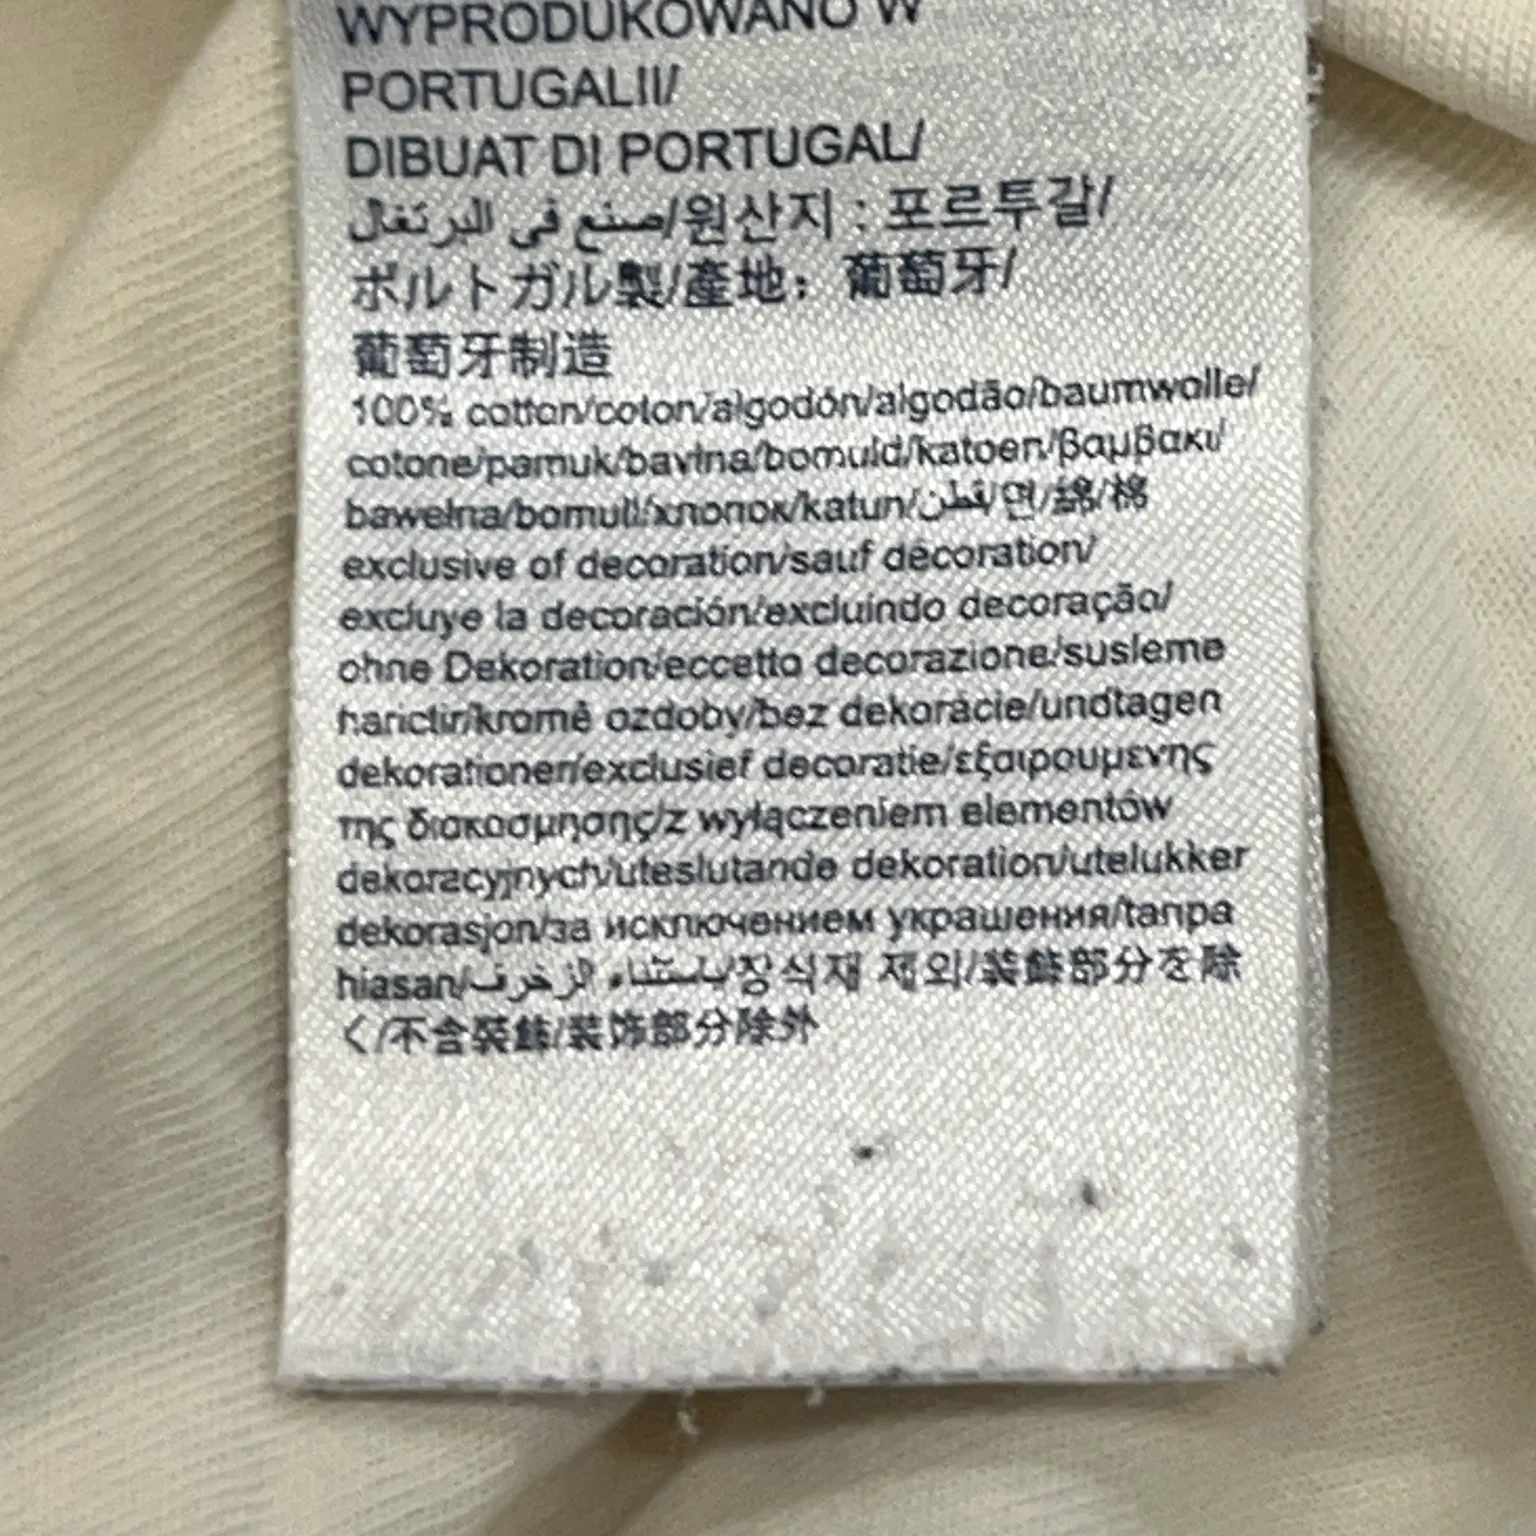 WYPRODUKOWANO W
PORTUGALII/
DIBUAT DI PORTUGAL/
صنع في البرتغال/원산지 : 포르투갈/
ポルトガル製/產地：葡萄牙/
葡萄牙制造
100% cotton/coton/algodón/algodão/baumwolle/
cotone/pamuk/bavlna/bomuld/katoen/βαμβακι/
bawełna/bomull/хлопок/katun/قطن/면/綿/棉
exclusive of decoration/sauf décoration/
excluye la decoración/excluindo decoração/
ohne Dekoration/eccetto decorazione/susleme
harictir/kromě ozdoby/bez dekorácie/undtagen
dekorationer/exclusief decoratie/εξαιρουμενης
της διακοσμησης/z wyłączeniem elementów
dekoracyjnych/uteslutande dekoration/utelukker
dekorasjon/за исключением украшения/tanpa
hiasan/باستثناء الزخرف/장식재 제외/装飾部分を除
く/不含裝飾/装饰部分除外